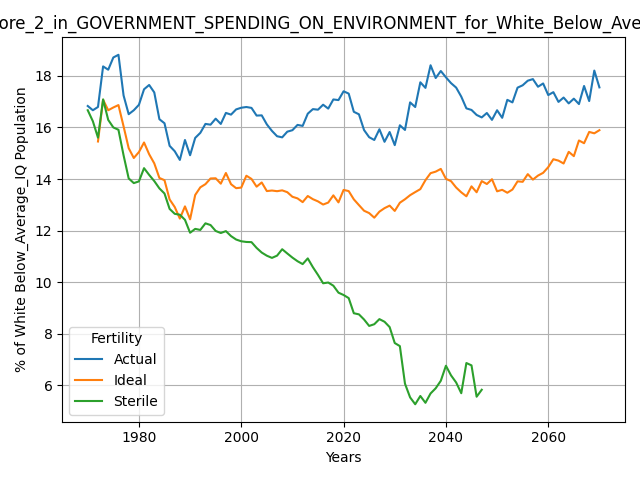 ore_2_in_GOVERNMENT_SPENDING_ON_ENVIRONMENT_for_White_Below_Ave
% of White Below_Average_IQ Population
18
16
14
12
10
8
6
Fertility
Actual
Ideal
Sterile
1980 2000 2020 2040 2060
Years